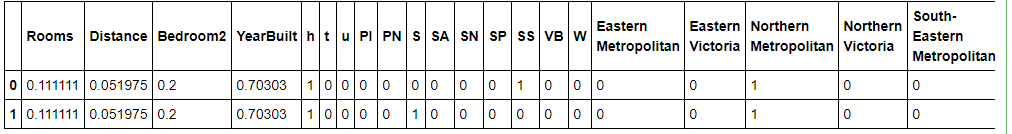 Rooms Distance Bedroom2 YearBuilt h t u PI PN S SA SN SP SS VB W Eastern Metropolitan Eastern Victoria Northern Metropolitan Northern Victoria South-Eastern Metropolitan
0 0.111111 0.051975 0.2 0.70303 1 0 0 0 0 0 0 0 0 1 0 0 0 0 1 0 0
1 0.111111 0.051975 0.2 0.70303 1 0 0 0 0 1 0 0 0 0 0 0 0 0 1 0 0